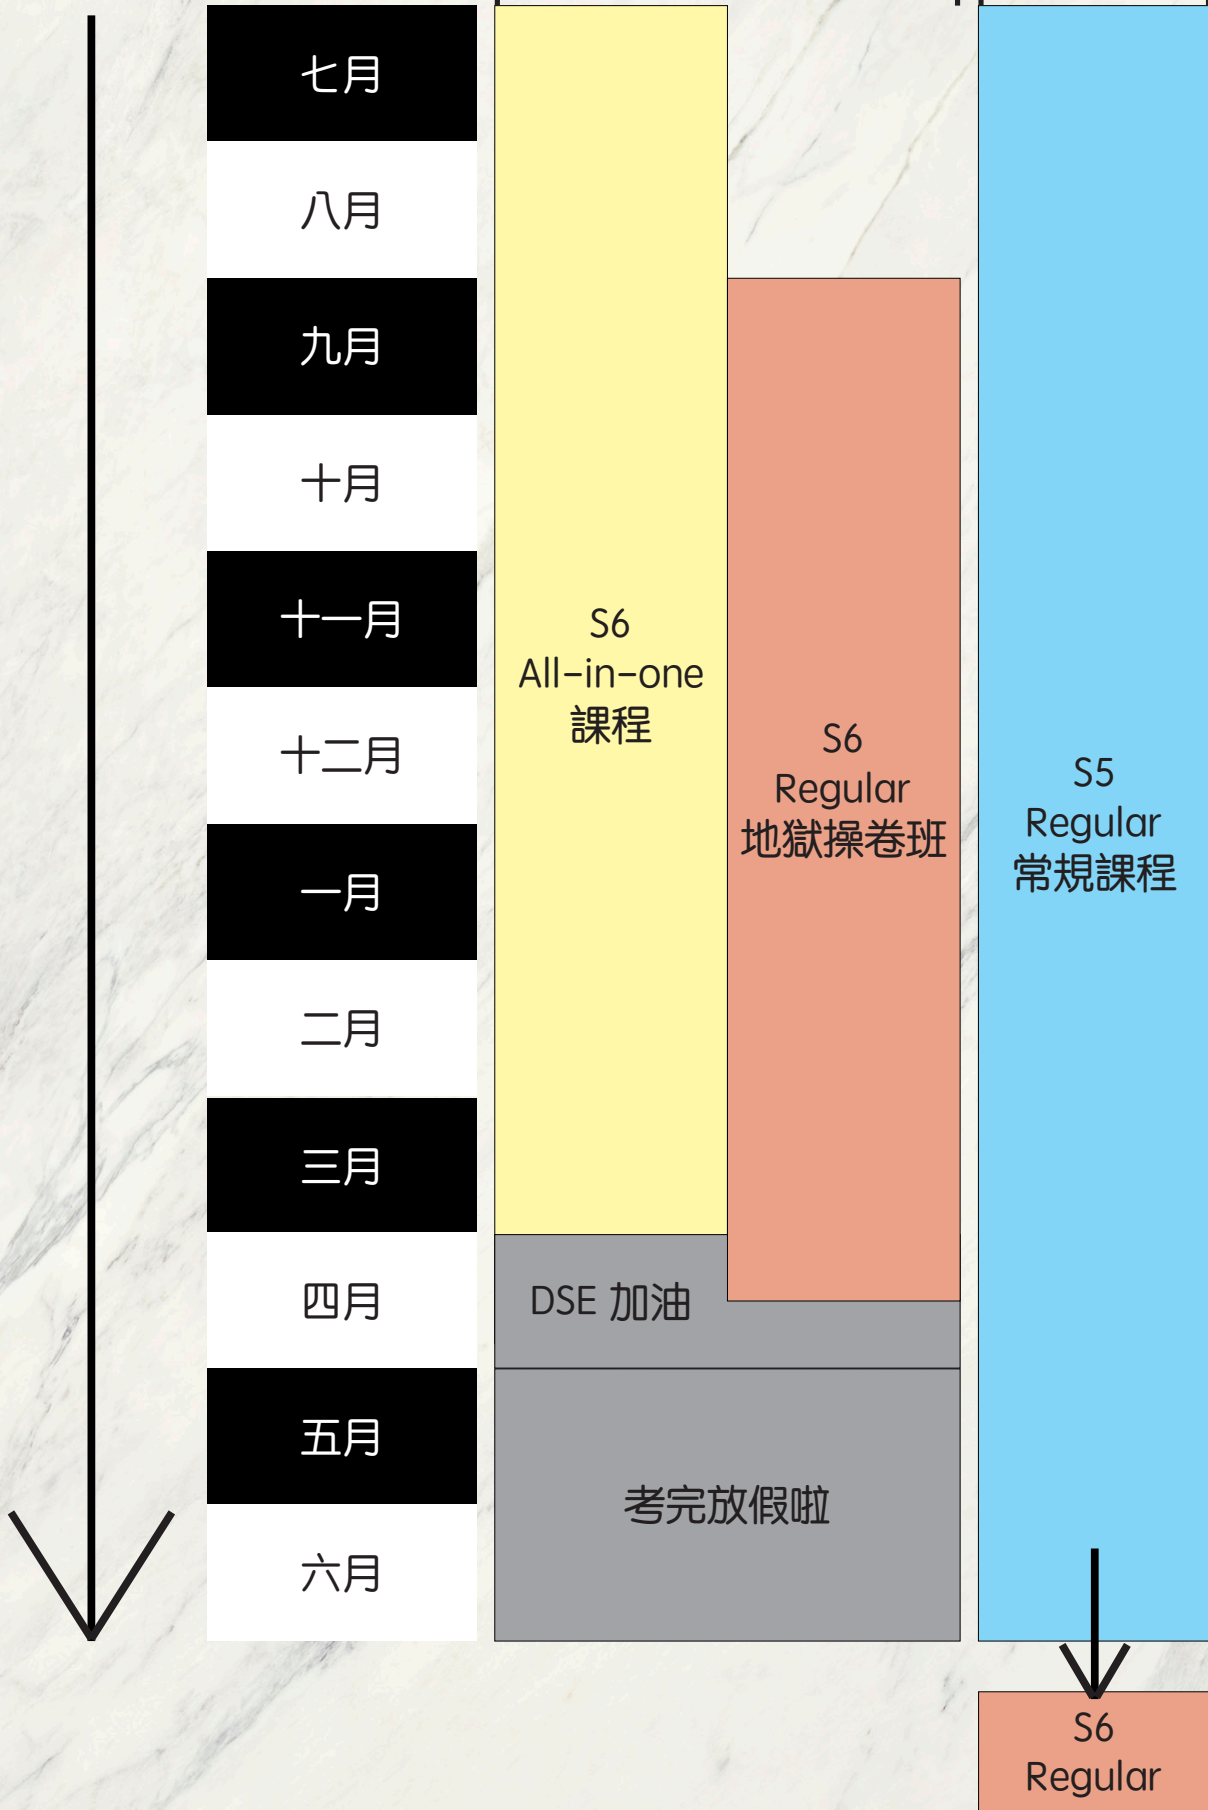 七月
八月
九月
十月
十一月
十二月
一月
二月
三月
四月
五月
六月
S6
All-in-one
課程
S6
Regular
地獄操卷班
DSE 加油
考完放假啦
S5
Regular
常規課程
S6
Regular